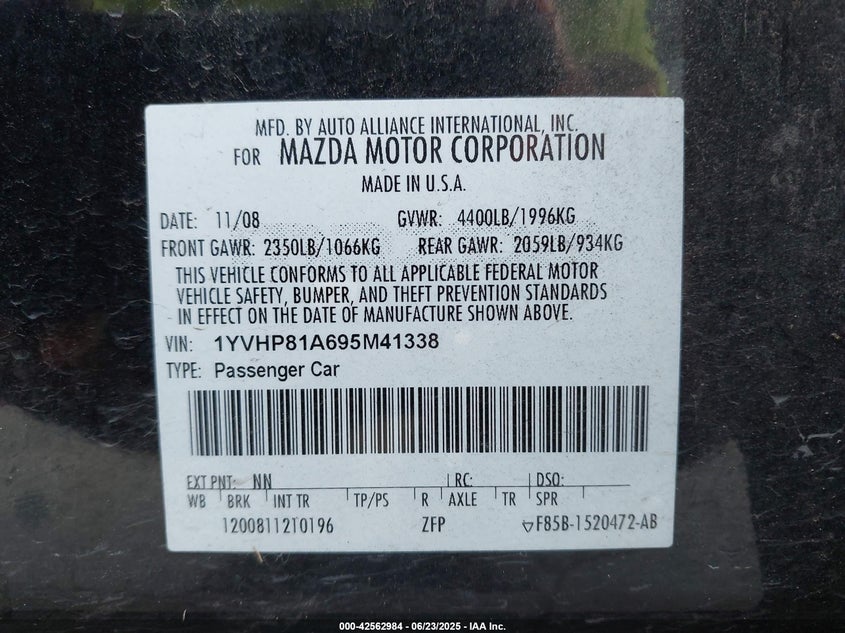 MFD. BY AUTO ALLIANCE INTERNATIONAL, INC.
FOR MAZDA MOTOR CORPORATION
MADE IN U.S.A.
DATE: 11/08 GVWR: 4400LB/1996KG
FRONT GAWR: 2350LB/1066KG REAR GAWR: 2059LB/934KG
THIS VEHICLE CONFORMS TO ALL APPLICABLE FEDERAL MOTOR
VEHICLE SAFETY, BUMPER, AND THEFT PREVENTION STANDARDS
IN EFFECT ON THE DATE OF MANUFACTURE SHOWN ABOVE.
VIN: 1YVHP81A695M41338
TYPE: Passenger Car
EXT PNT: NN RC: DSO:
WB BRK INT TR TP/PS R AXLE TR SPR
12008112T0196 ZFP F85B-1520472-AB
000-42562984 - 06/23/2025 - IAA Inc.